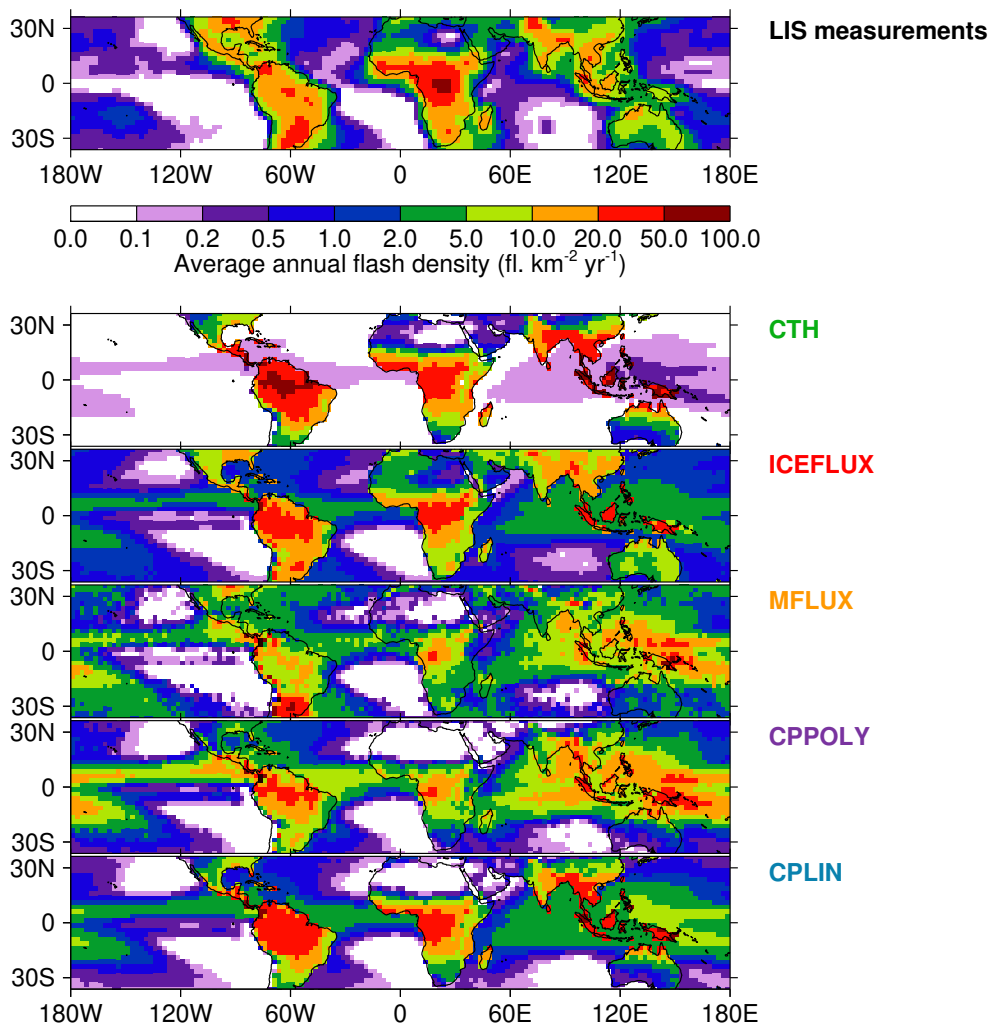 LIS measurements
30N
0
30S
180W 120W 60W 0 60E 120E 180E
0.0 0.1 0.2 0.5 1.0 2.0 5.0 10.0 20.0 50.0 100.0
Average annual flash density (fl. km⁻² yr⁻¹)
CTH
30N
0
30S
ICEFLUX
30N
0
30S
MFLUX
30N
0
30S
CPPOLY
30N
0
30S
CPLIN
30N
0
30S
180W 120W 60W 0 60E 120E 180E